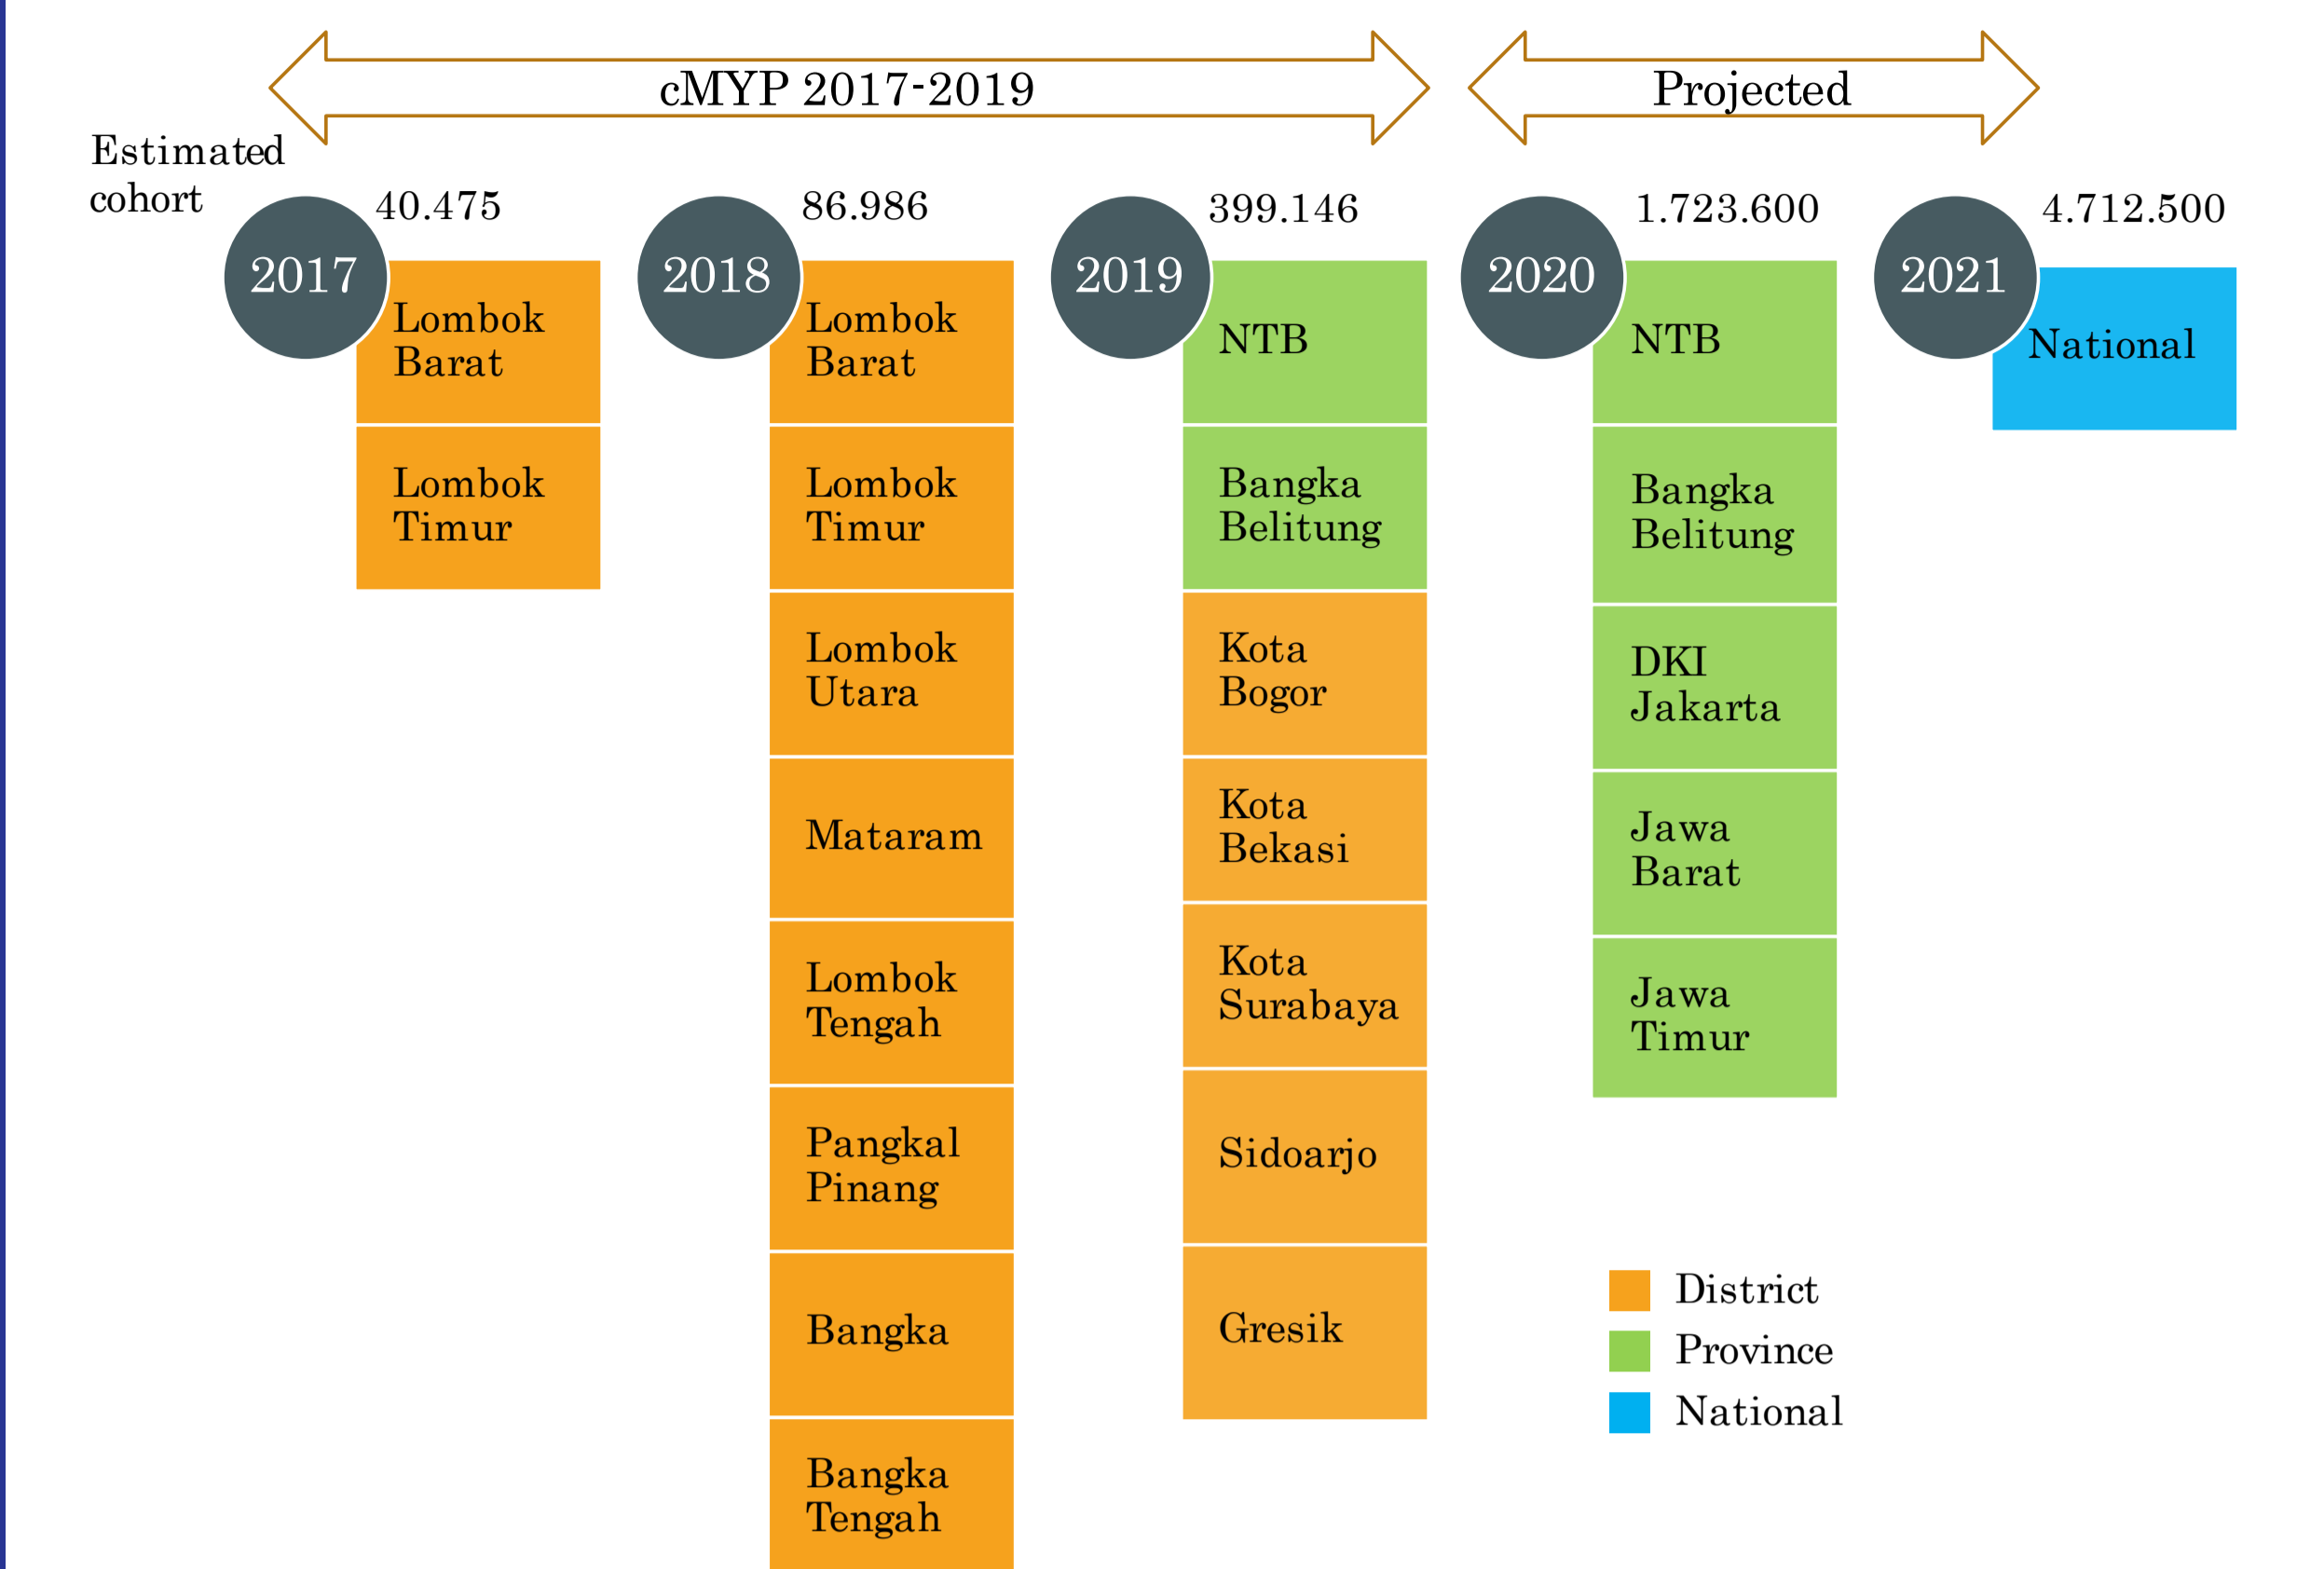 cMYP 2017-2019
Projected
Estimated
cohort
2017
40.475
Lombok
Barat
Lombok
Timur
2018
86.986
Lombok
Barat
Lombok
Timur
Lombok
Utara
Mataram
Lombok
Tengah
Pangkal
Pinang
Bangka
Bangka
Tengah
2019
399.146
NTB
Bangka
Belitung
Kota
Bogor
Kota
Bekasi
Kota
Surabaya
Sidoarjo
Gresik
2020
1.723.600
NTB
Bangka
Belitung
DKI
Jakarta
Jawa
Barat
Jawa
Timur
2021
4.712.500
National
District
Province
National